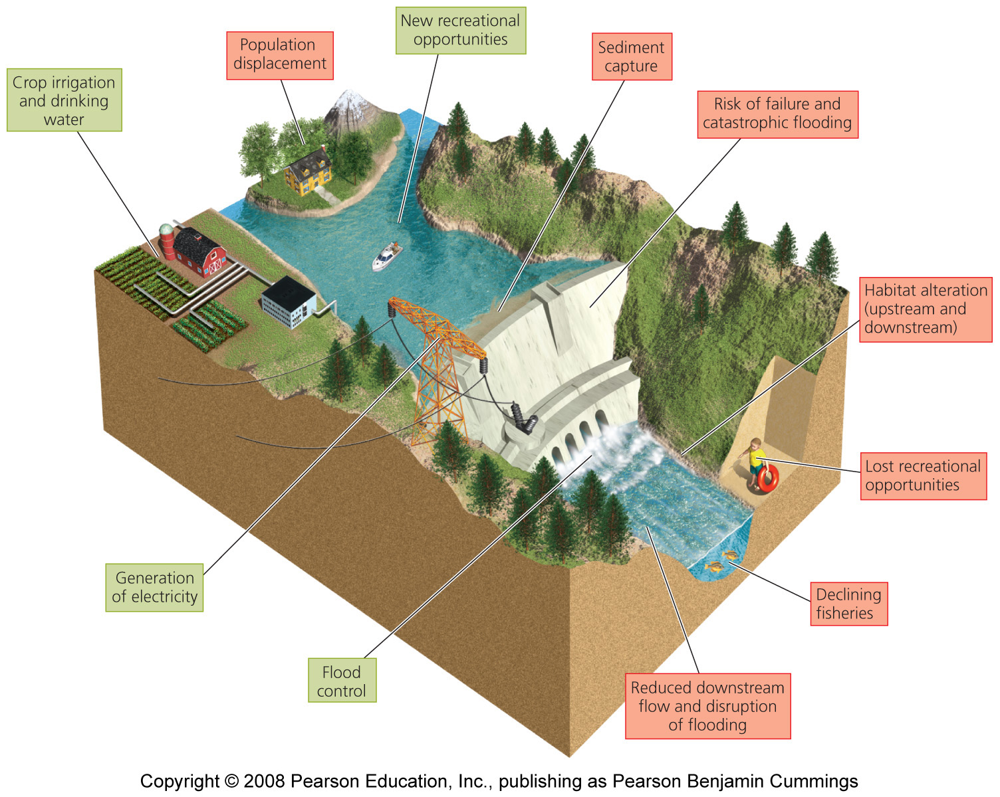 New recreational
opportunities
Population
displacement
Sediment
capture
Crop irrigation
and drinking
water
Risk of failure and
catastrophic flooding
Habitat alteration
(upstream and
downstream)
Lost recreational
opportunities
Generation
of electricity
Declining
fisheries
Flood
control
Reduced downstream
flow and disruption
of flooding
Copyright © 2008 Pearson Education, Inc., publishing as Pearson Benjamin Cummings